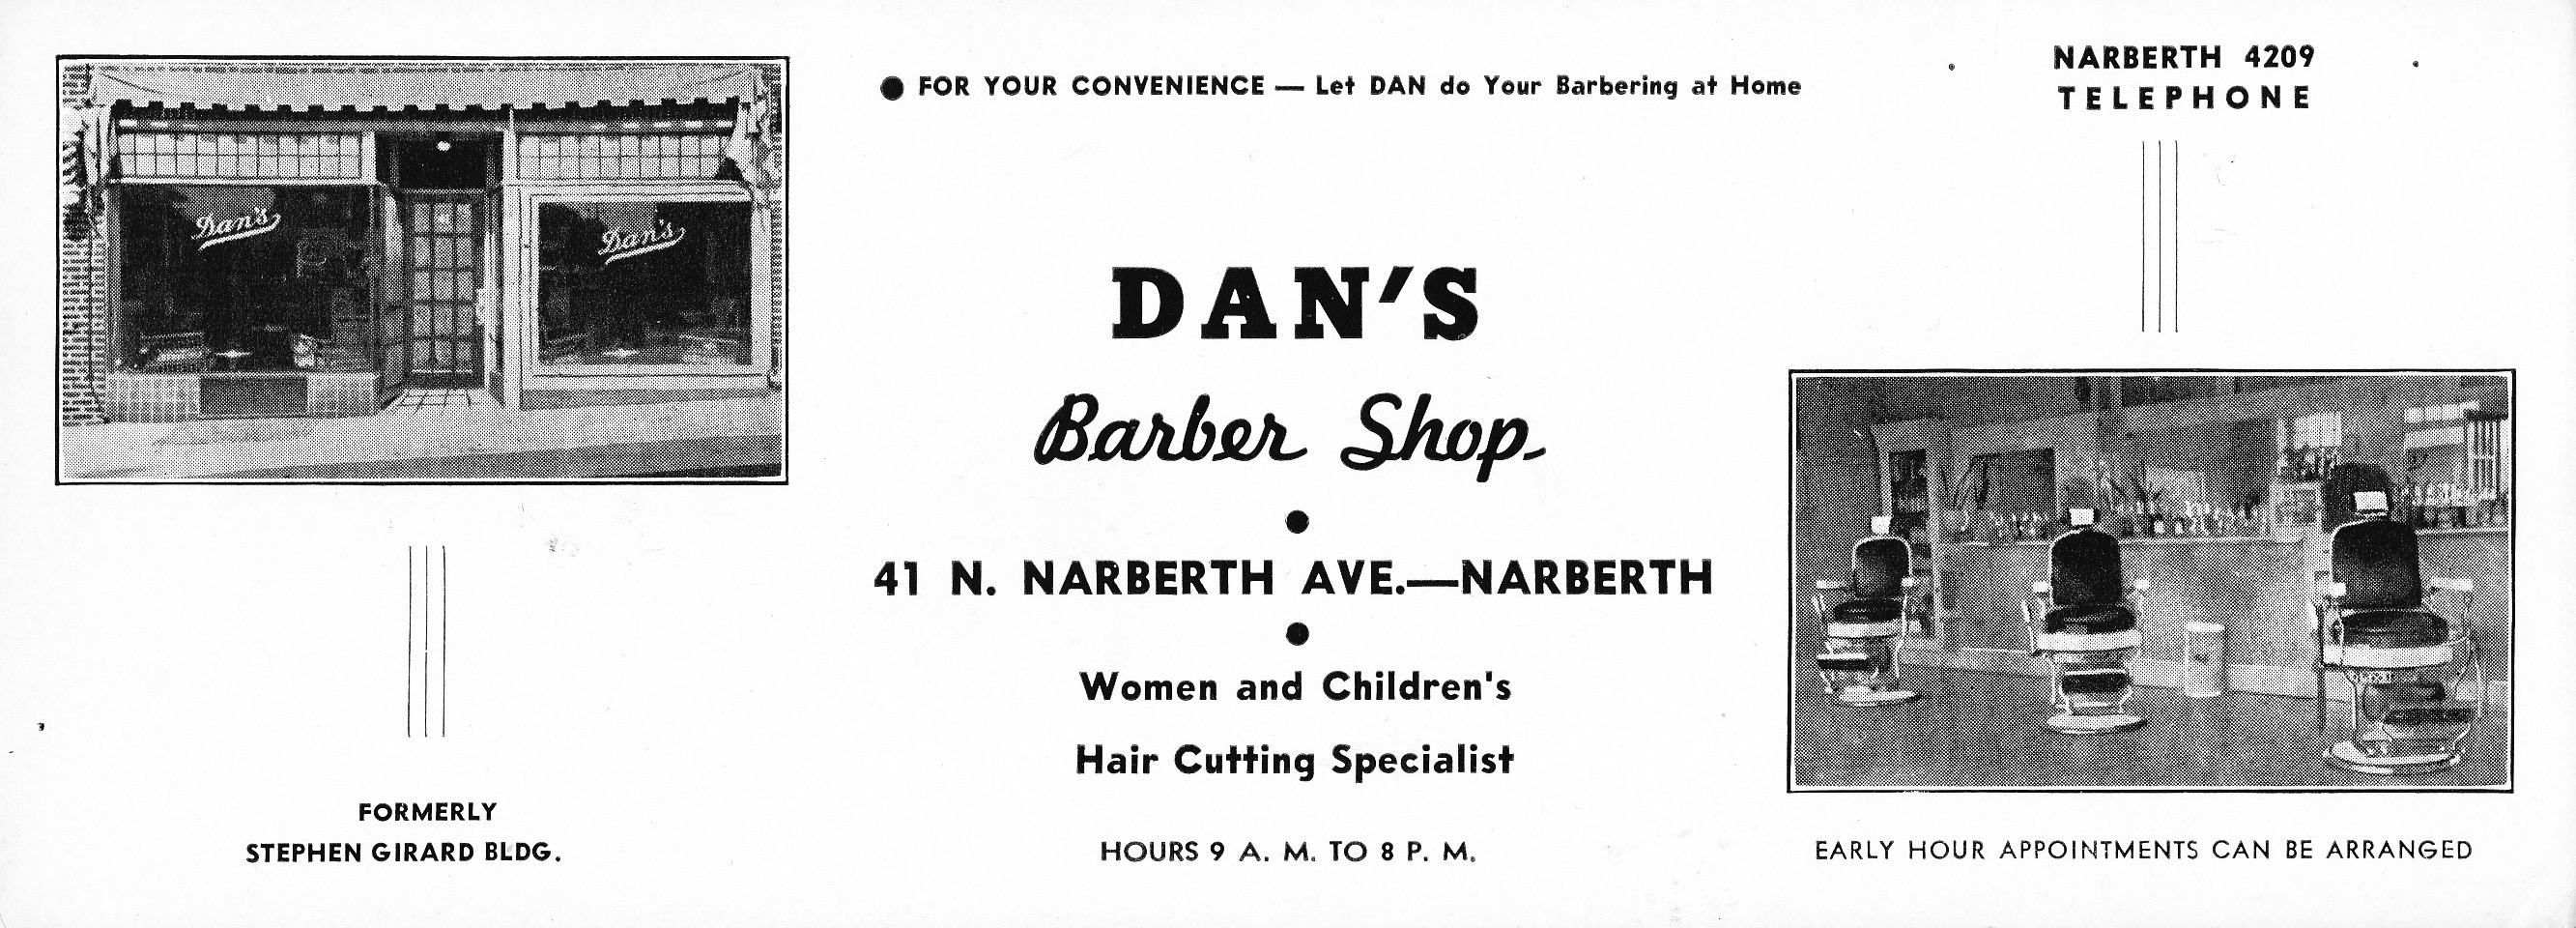 ● FOR YOUR CONVENIENCE — Let DAN do Your Barbering at Home
NARBERTH 4209
TELEPHONE
Dan's
Dan's
DAN'S
Barber Shop
●
41 N. NARBERTH AVE.—NARBERTH
●
Women and Children's
Hair Cutting Specialist
FORMERLY
STEPHEN GIRARD BLDG.
HOURS 9 A. M. TO 8 P. M.
EARLY HOUR APPOINTMENTS CAN BE ARRANGED